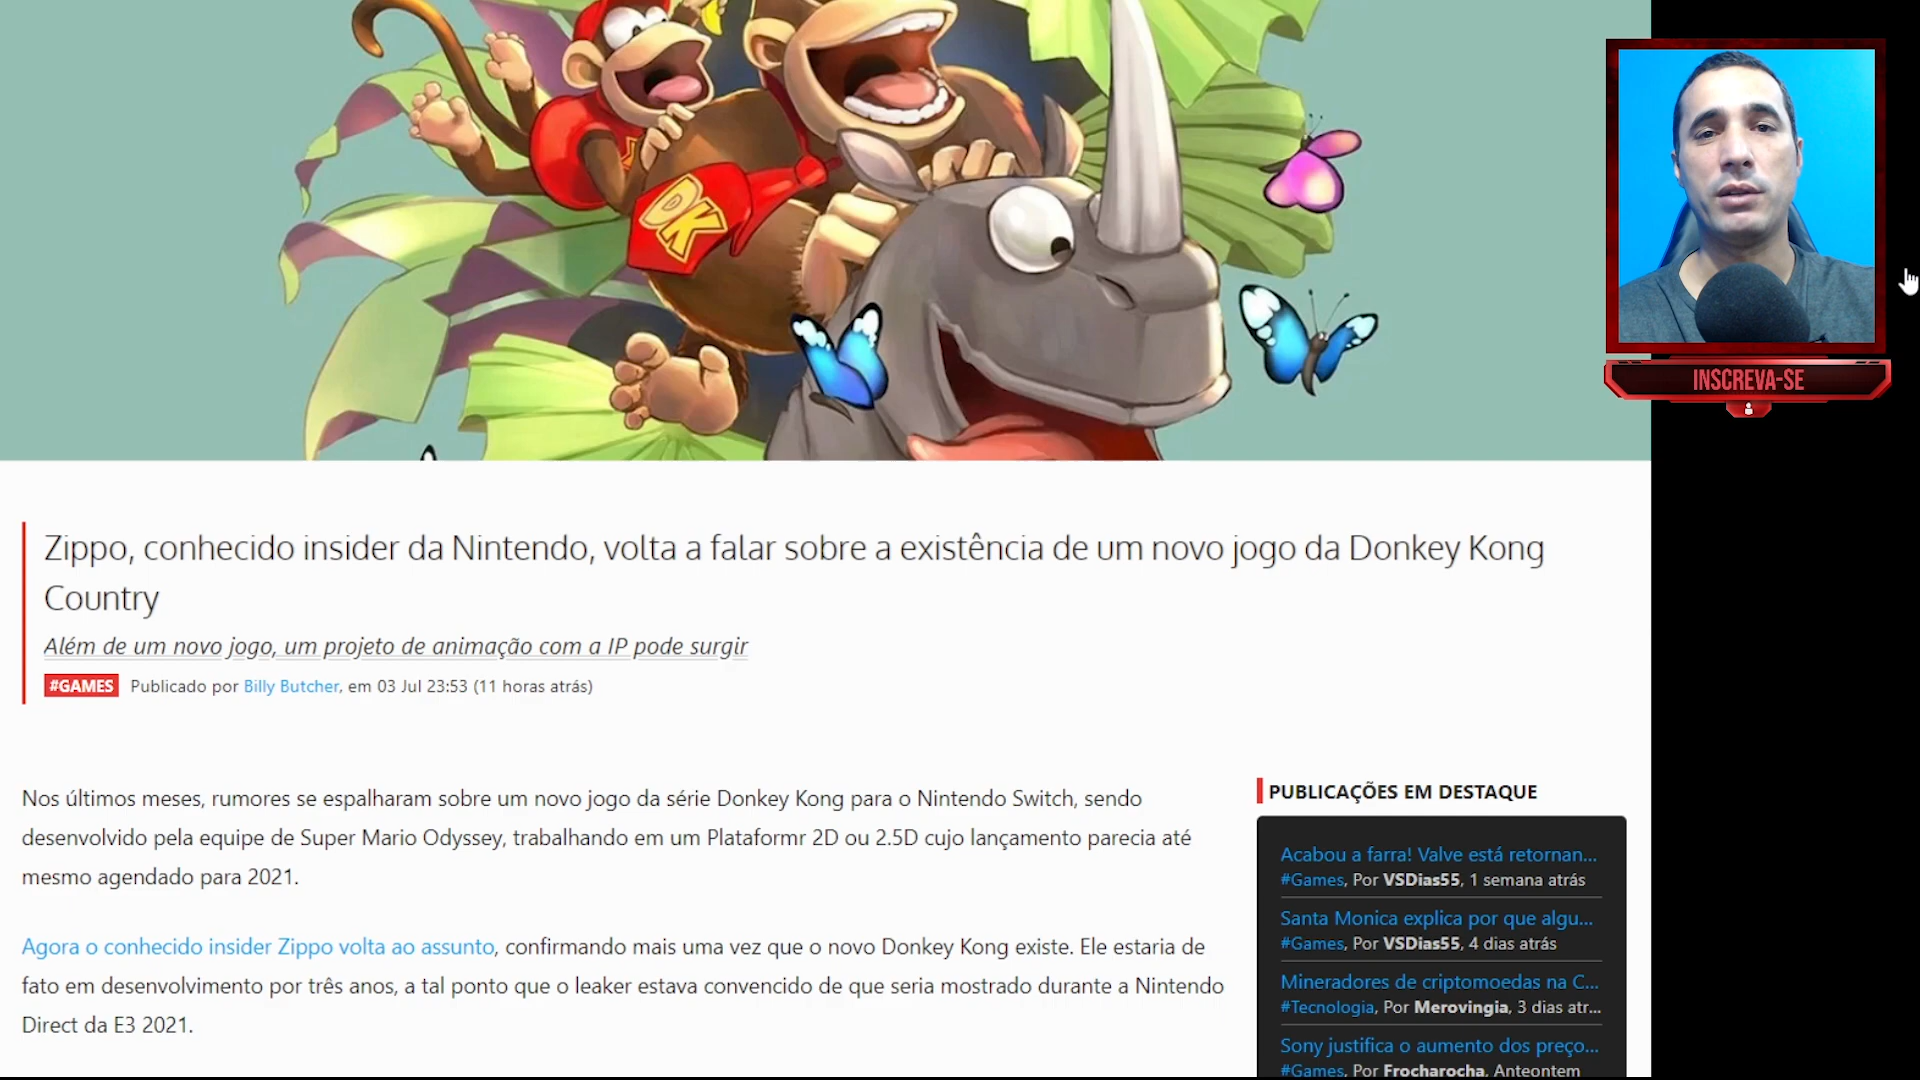 DK
INSCREVA-SE
Zippo, conhecido insider da Nintendo, volta a falar sobre a existência de um novo jogo da Donkey Kong
Country
Além de um novo jogo, um projeto de animação com a IP pode surgir
#GAMES Publicado por Billy Butcher, em 03 Jul 23:53 (11 horas atrás)
Nos últimos meses, rumores se espalharam sobre um novo jogo da série Donkey Kong para o Nintendo Switch, sendo
desenvolvido pela equipe de Super Mario Odyssey, trabalhando em um Plataformr 2D ou 2.5D cujo lançamento parecia até
mesmo agendado para 2021.
Agora o conhecido insider Zippo volta ao assunto, confirmando mais uma vez que o novo Donkey Kong existe. Ele estaria de
fato em desenvolvimento por três anos, a tal ponto que o leaker estava convencido de que seria mostrado durante a Nintendo
Direct da E3 2021.
PUBLICAÇÕES EM DESTAQUE
Acabou a farra! Valve está retornan...
#Games, Por VSDias55, 1 semana atrás
Santa Monica explica por que algu...
#Games, Por VSDias55, 4 dias atrás
Mineradores de criptomoedas na C...
#Tecnologia, Por Merovingia, 3 dias atr...
Sony justifica o aumento dos preço...
#Games, Por Frocharocha, Anteontem